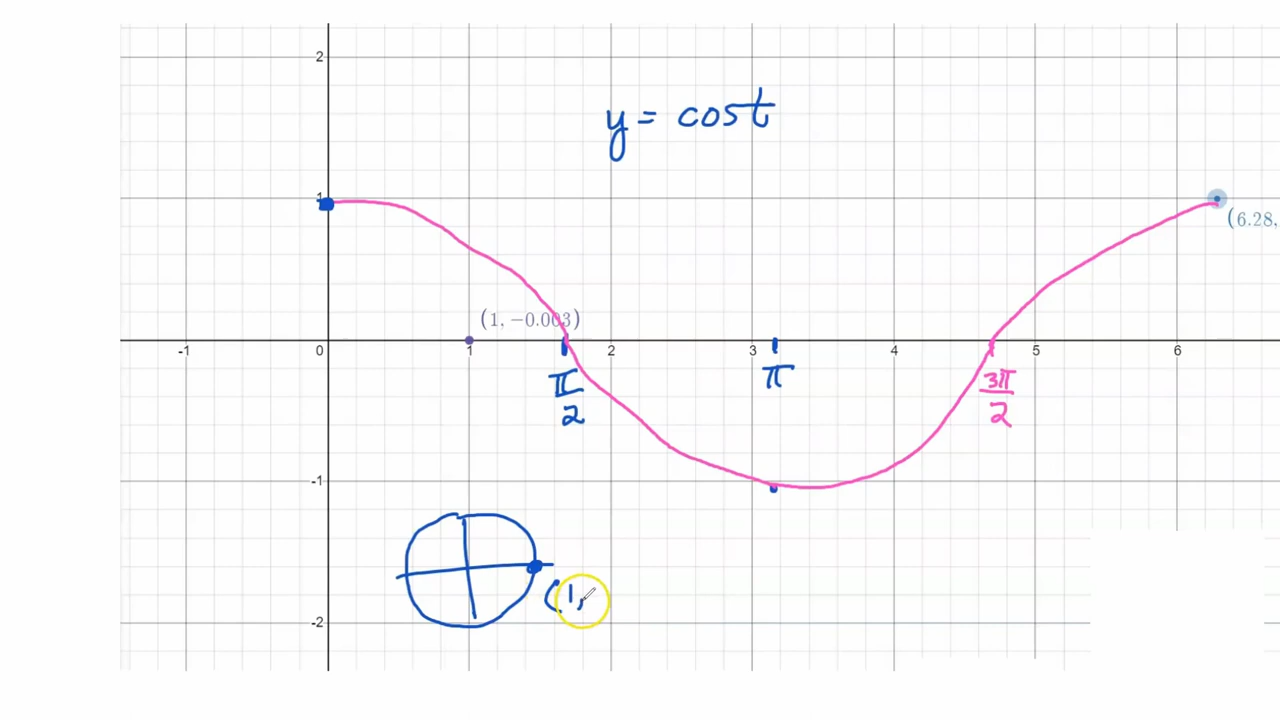 2
y = cost
1
(6.28,
(1, −0.003)
-1 0 1 2 3 4 5 6
π/2 π 3π/2
-1
(1,
-2